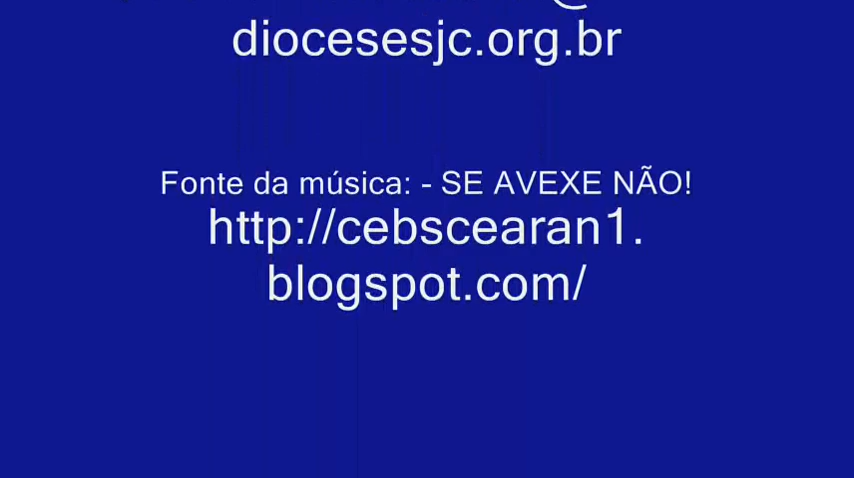 diocesesjc.org.br
Fonte da música: - SE AVEXE NÃO!
http://cebscearan1.
blogspot.com/